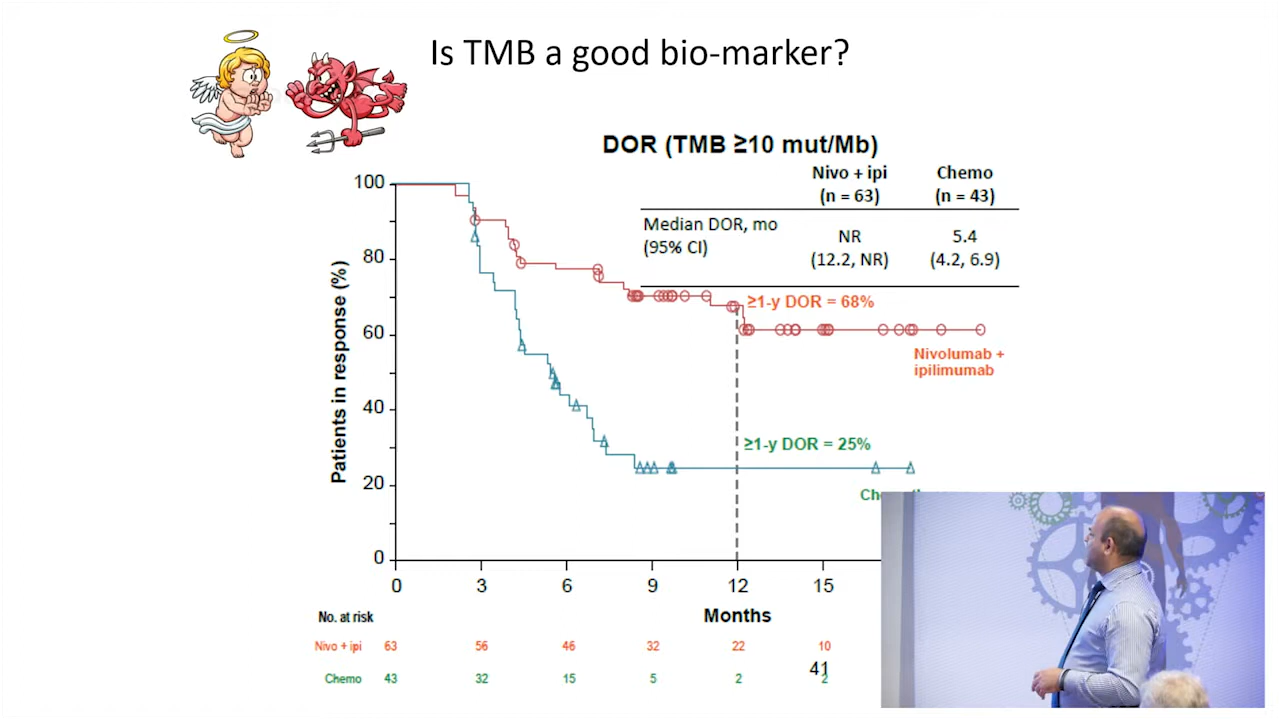 Is TMB a good bio-marker?
DOR (TMB ≥10 mut/Mb)
Nivo + ipi
(n = 63)
Chemo
(n = 43)
Median DOR, mo
(95% CI)
NR
(12.2, NR)
5.4
(4.2, 6.9)
100
80
60
40
20
0
Patients in response (%)
≥1-y DOR = 68%
Nivolumab +
ipilimumab
≥1-y DOR = 25%
0 3 6 9 12 15
Months
No. at risk
Nivo + ipi 63 56 46 32 22 10
Chemo 43 32 15 5 2 2
41